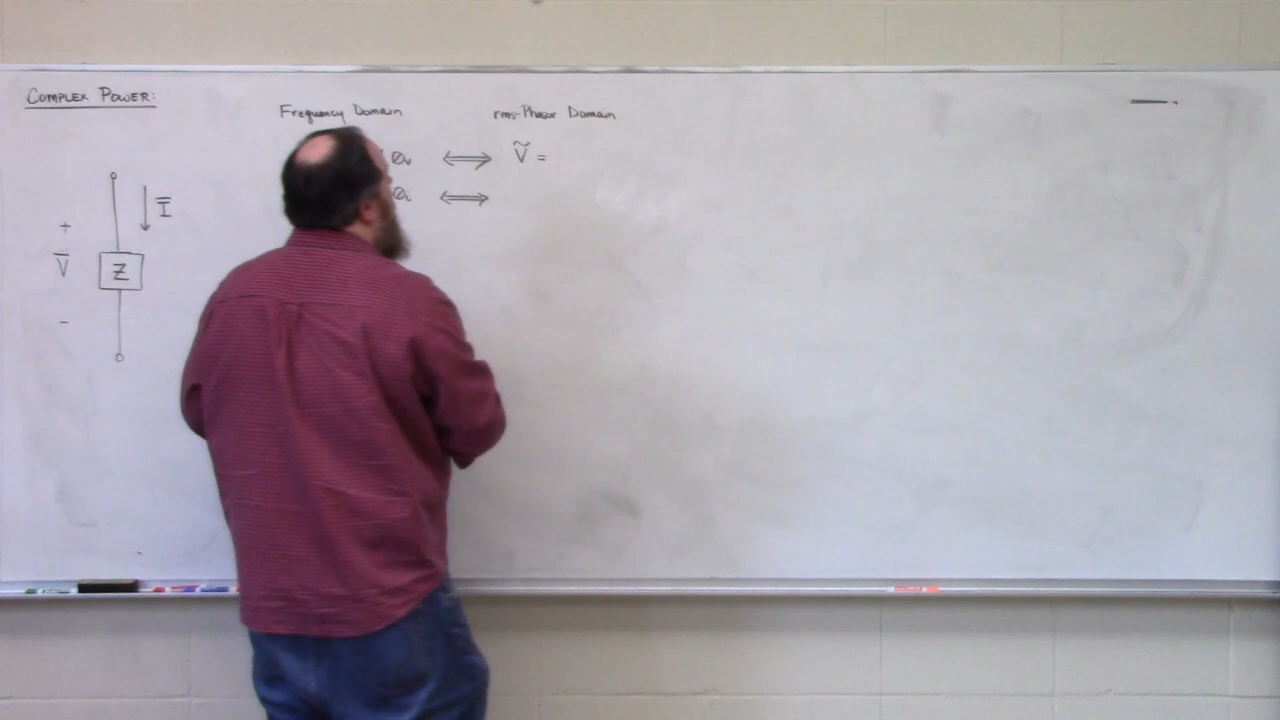 COMPLEX POWER:
Frequency Domain rms-Phasor Domain
∠Øv ⟺ Ṽ =
Øi ⟺
I̅
+
V̅ Z
-